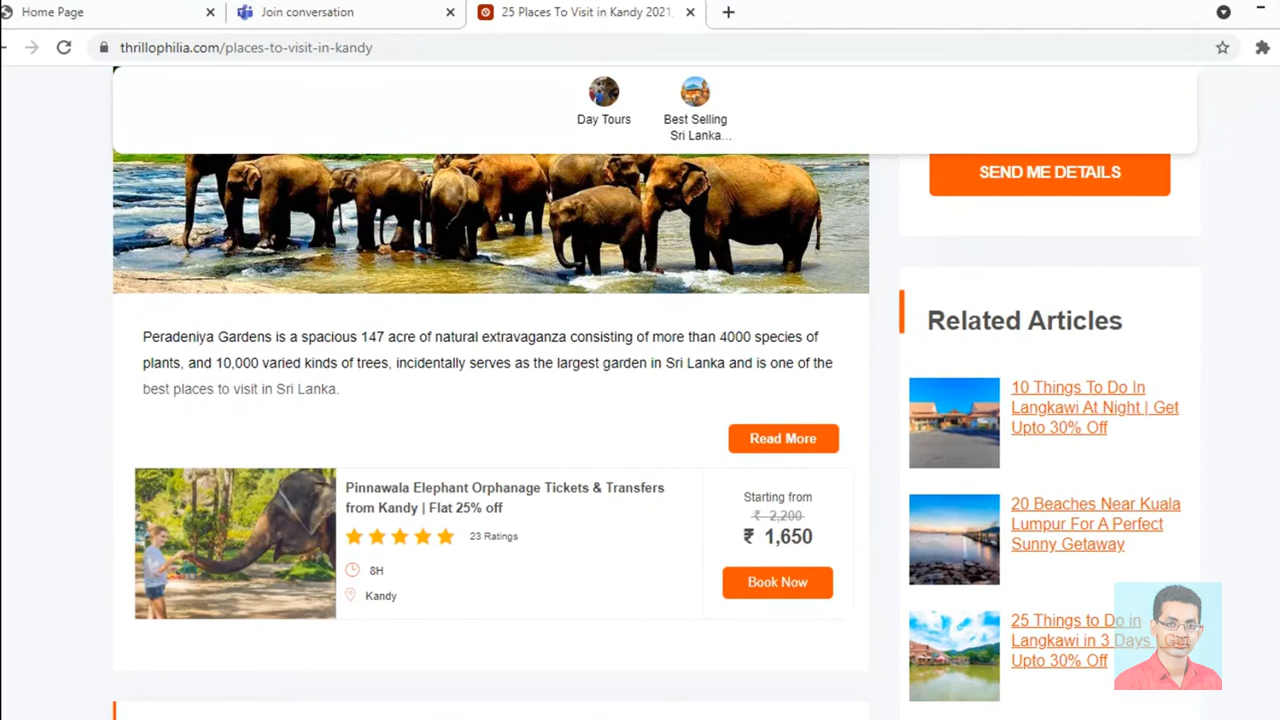 Home Page
Join conversation
25 Places To Visit in Kandy 2021,
thrillophilia.com/places-to-visit-in-kandy
Day Tours
Best Selling
Sri Lanka...
SEND ME DETAILS
Peradeniya Gardens is a spacious 147 acre of natural extravaganza consisting of more than 4000 species of
plants, and 10,000 varied kinds of trees, incidentally serves as the largest garden in Sri Lanka and is one of the
best places to visit in Sri Lanka.
Read More
Pinnawala Elephant Orphanage Tickets & Transfers
from Kandy | Flat 25% off
23 Ratings
8H
Kandy
Starting from
₹ 2,200
₹ 1,650
Book Now
Related Articles
10 Things To Do In
Langkawi At Night | Get
Upto 30% Off
20 Beaches Near Kuala
Lumpur For A Perfect
Sunny Getaway
25 Things to Do in
Langkawi in 3 Days | Get
Upto 30% Off